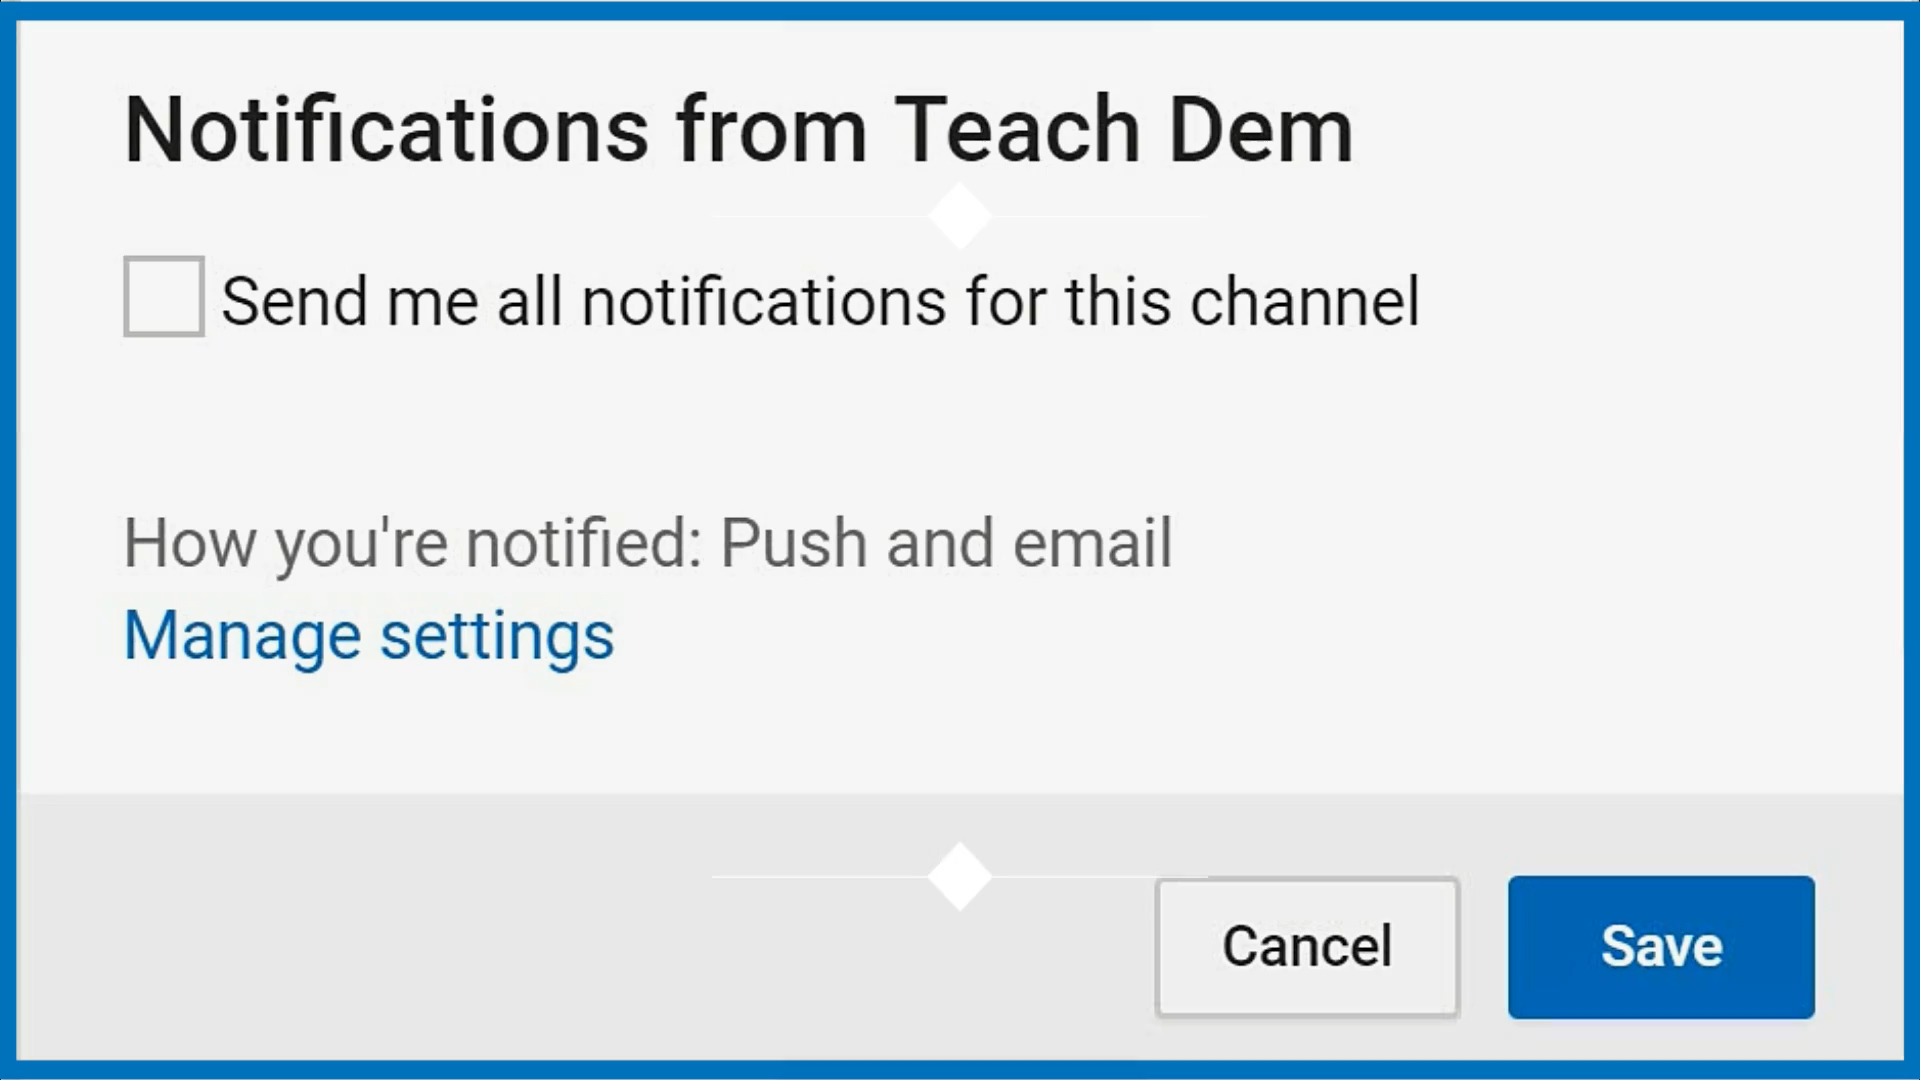 Notifications from Teach Dem
Send me all notifications for this channel
How you're notified: Push and email
Manage settings
Cancel
Save